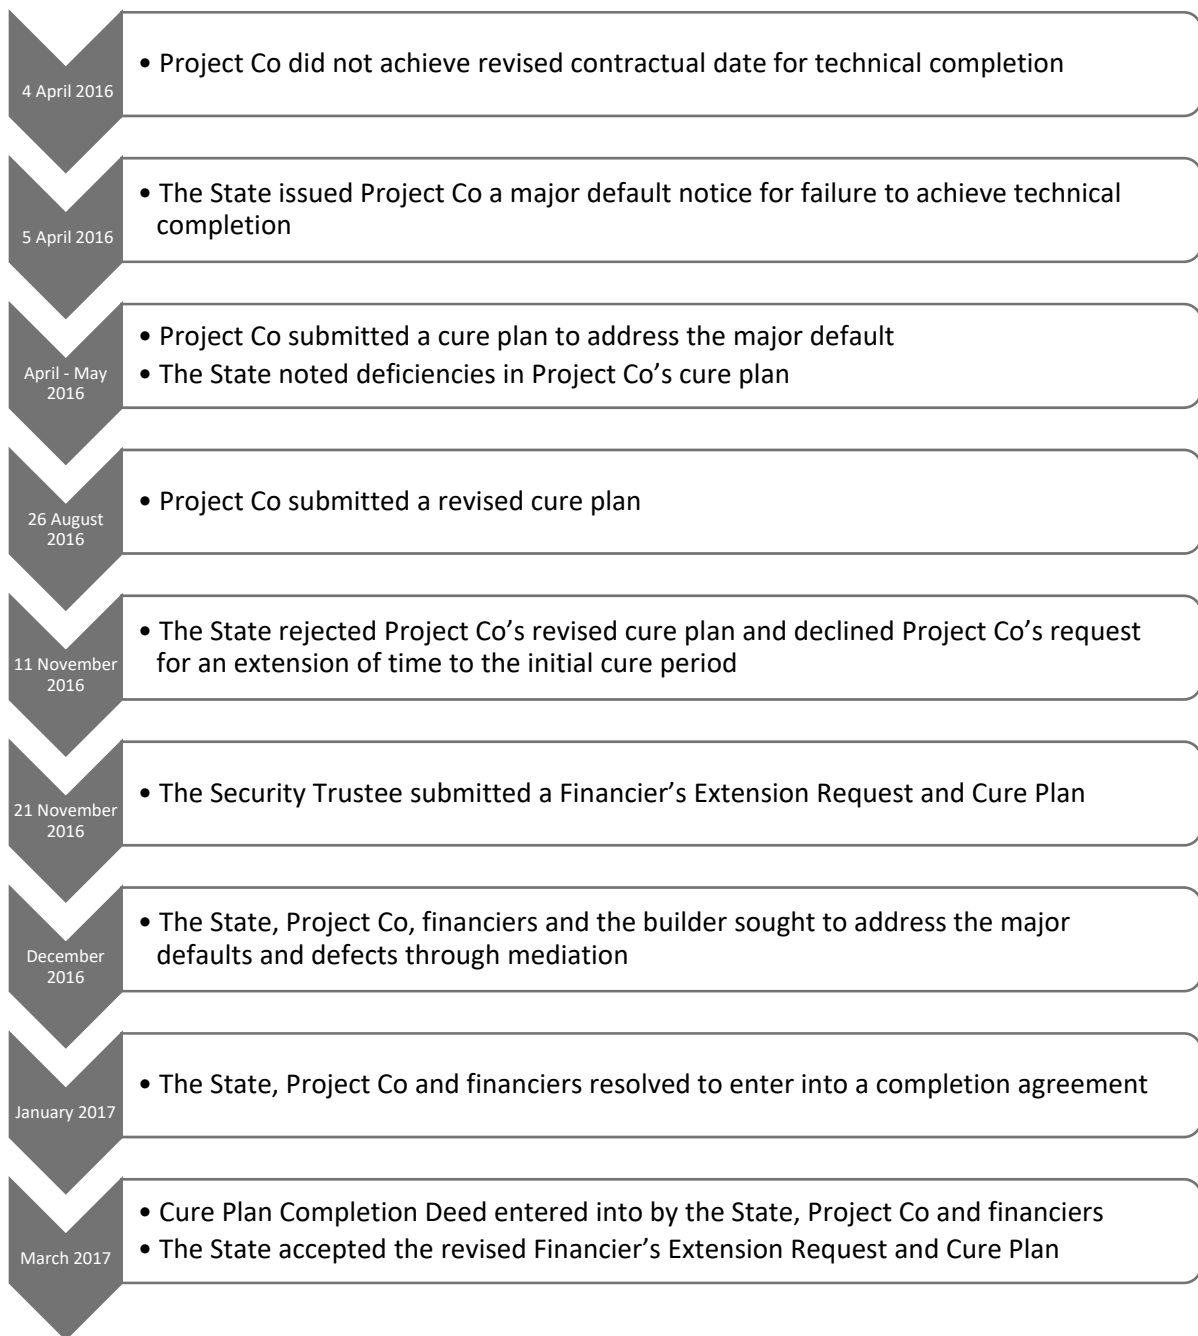 4 April 2016
• Project Co did not achieve revised contractual date for technical completion
5 April 2016
• The State issued Project Co a major default notice for failure to achieve technical
completion
April - May
2016
• Project Co submitted a cure plan to address the major default
• The State noted deficiencies in Project Co’s cure plan
26 August
2016
• Project Co submitted a revised cure plan
11 November
2016
• The State rejected Project Co’s revised cure plan and declined Project Co’s request
for an extension of time to the initial cure period
21 November
2016
• The Security Trustee submitted a Financier’s Extension Request and Cure Plan
December
2016
• The State, Project Co, financiers and the builder sought to address the major
defaults and defects through mediation
January 2017
• The State, Project Co and financiers resolved to enter into a completion agreement
March 2017
• Cure Plan Completion Deed entered into by the State, Project Co and financiers
• The State accepted the revised Financier’s Extension Request and Cure Plan